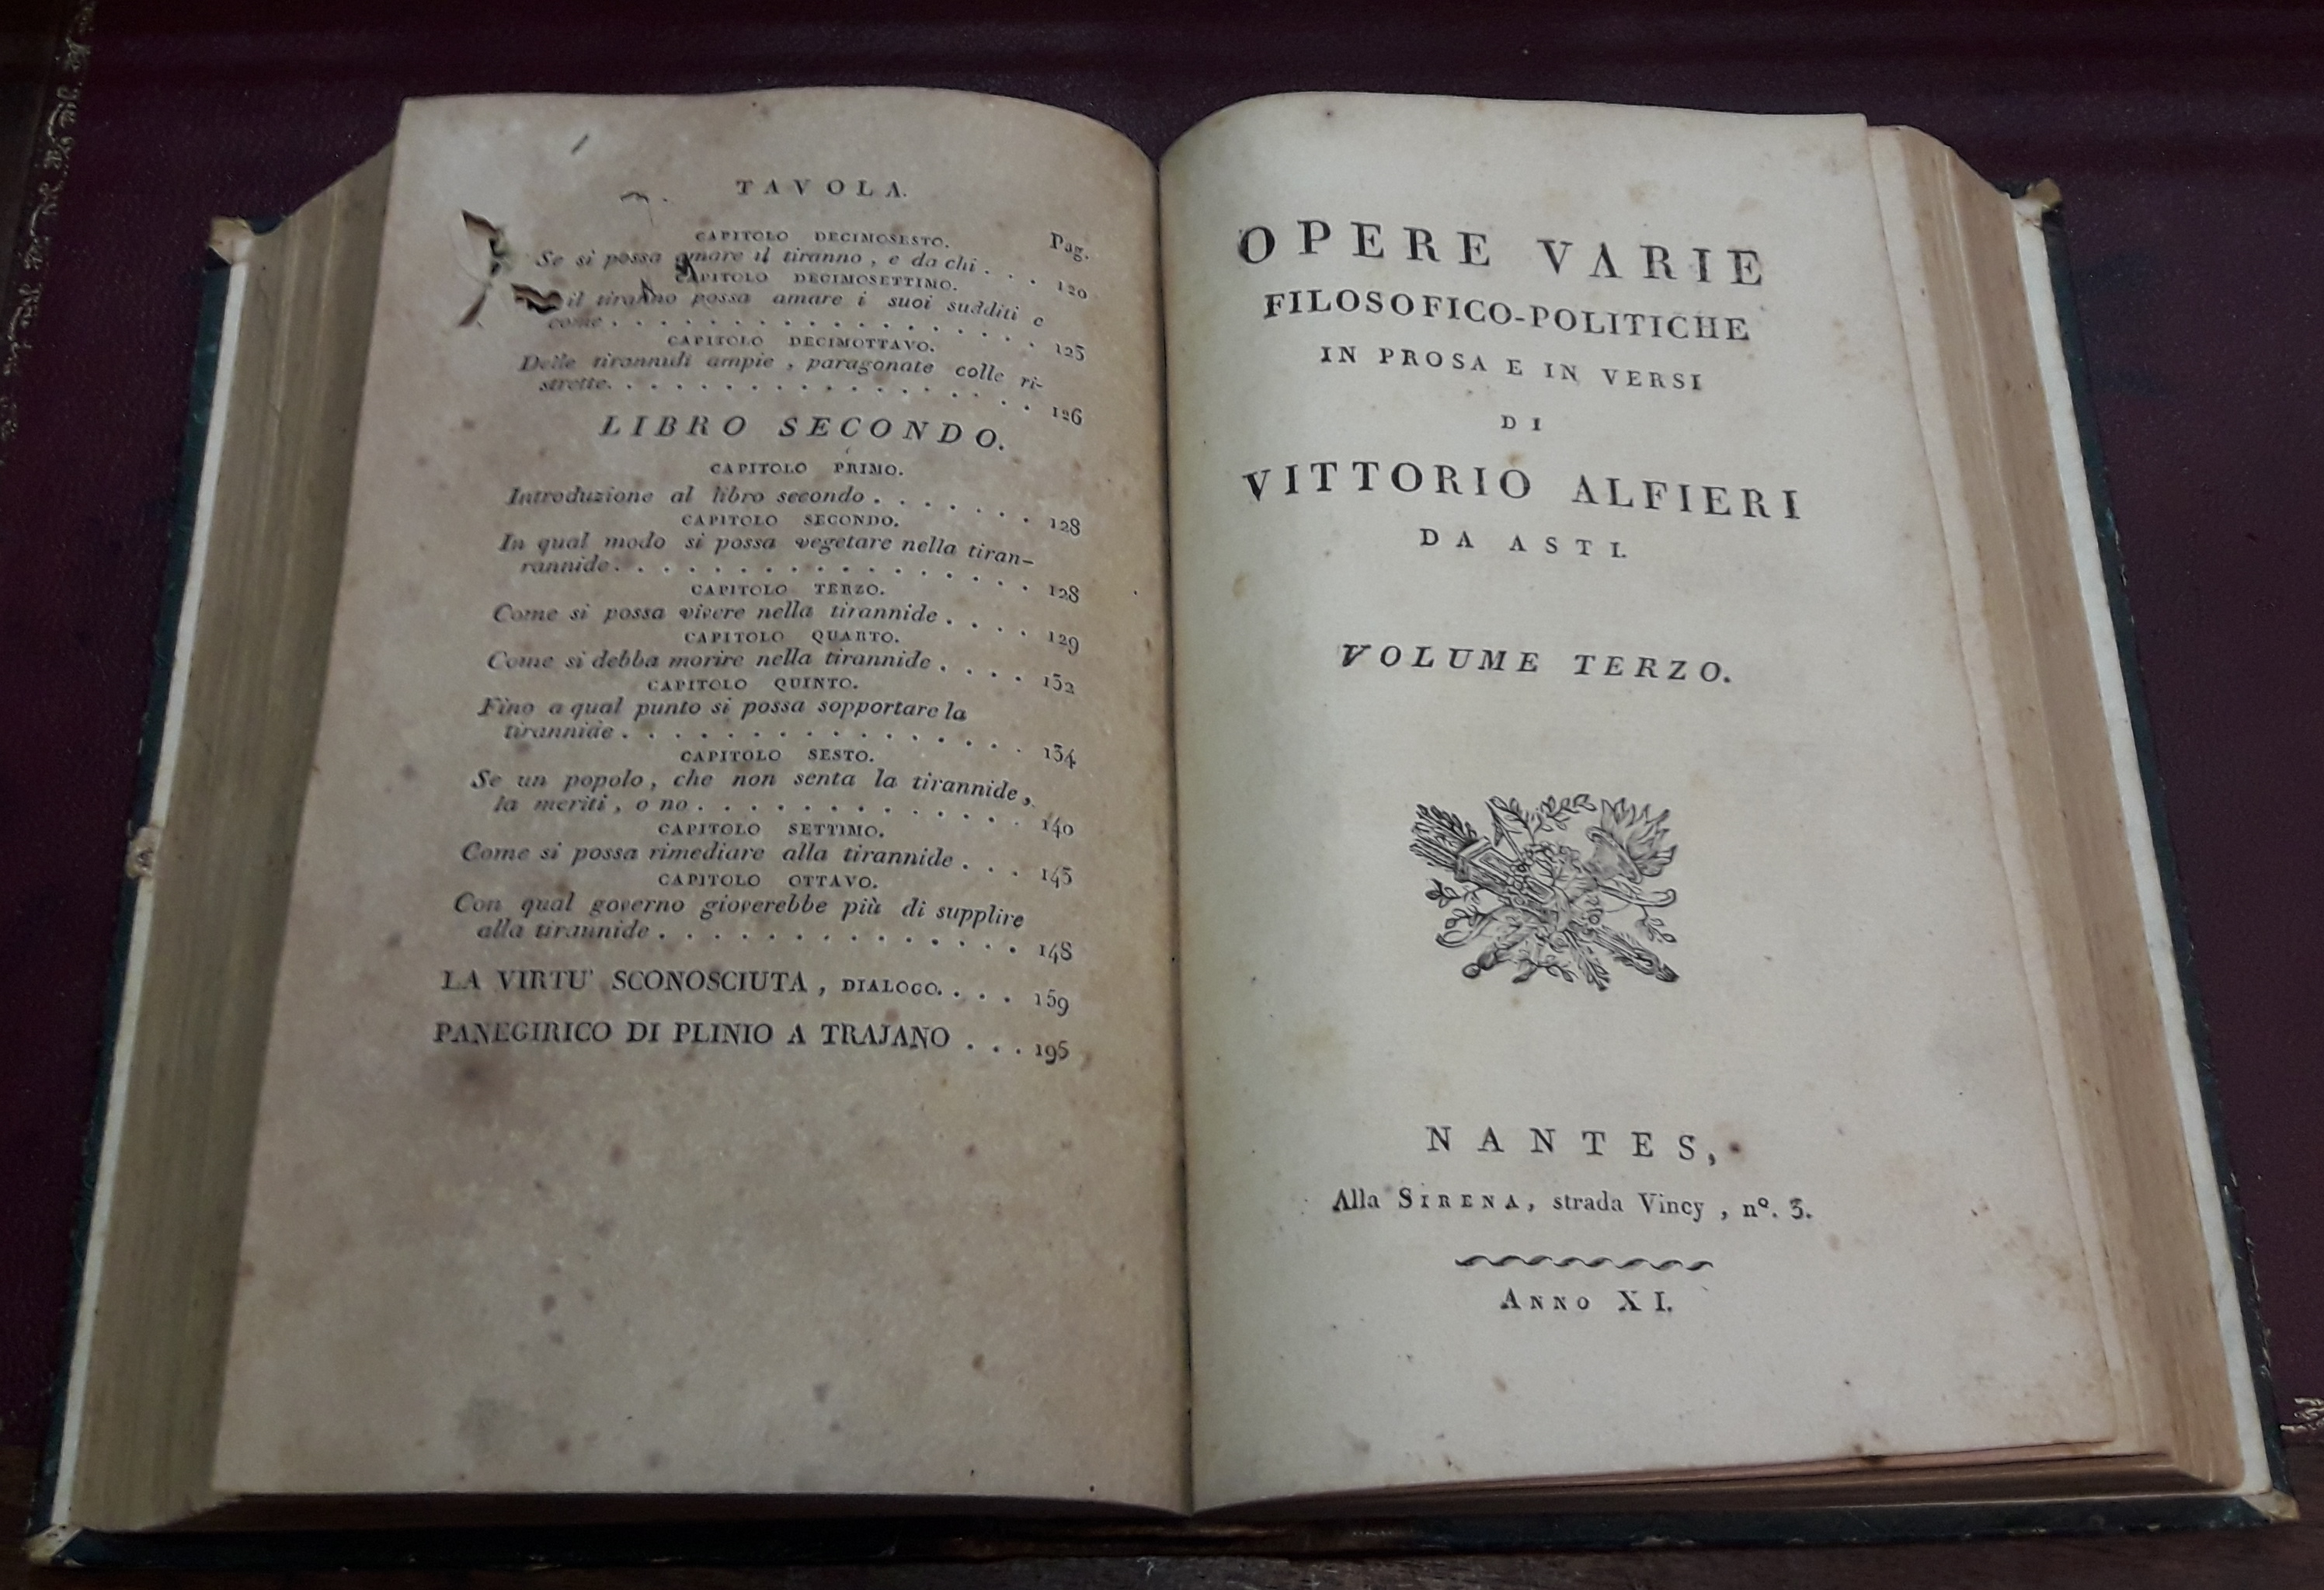 TAVOLA.
Pag.
CAPITOLO DECIMOSESTO.
Se si possa amare il tiranno, e da chi . . . 120
CAPITOLO DECIMOSETTIMO.
il tiranno possa amare i suoi sudditi e
come . . . . . . . . . . . . . . . . . 123
CAPITOLO DECIMOTTAVO.
Delle tirannidi ampie, paragonate colle ri-
strette. . . . . . . . . . . . . . . . . 126
LIBRO SECONDO.
CAPITOLO PRIMO.
Introduzione al libro secondo . . . . . . . 128
CAPITOLO SECONDO.
In qual modo si possa vegetare nella tiran-
rannide. . . . . . . . . . . . . . . . . 128
CAPITOLO TERZO.
Come si possa vivere nella tirannide . . . . 129
CAPITOLO QUARTO.
Come si debba morire nella tirannide . . . . 132
CAPITOLO QUINTO.
Fino a qual punto si possa sopportare la
tirannide . . . . . . . . . . . . . . . . 134
CAPITOLO SESTO.
Se un popolo, che non senta la tirannide,
la meriti, o no . . . . . . . . . . . . . 140
CAPITOLO SETTIMO.
Come si possa rimediare alla tirannide . . . 143
CAPITOLO OTTAVO.
Con qual governo gioverebbe più di supplire
alla tirannide . . . . . . . . . . . . . . 148
LA VIRTU' SCONOSCIUTA, DIALOGO. . . . 159
PANEGIRICO DI PLINIO A TRAJANO . . . 195
OPERE VARIE
FILOSOFICO-POLITICHE
IN PROSA E IN VERSI
DI
VITTORIO ALFIERI
DA ASTI.
VOLUME TERZO.
NANTES,
Alla SIRENA, strada Vincy, nº. 3.
ANNO XI.